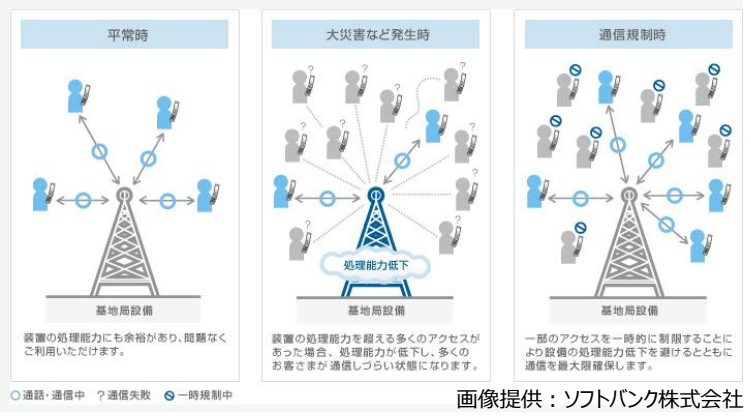 平常時
大災害など発生時
通信規制時
?
?
?
?
?
?
?
?
?
?
処理能力低下
基地局設備
基地局設備
基地局設備
装置の処理能力にも余裕があり、問題なく
ご利用いただけます。
装置の処理能力を超える多くのアクセスが
あった場合、処理能力が低下し、多くの
お客さまが通信しづらい状態になります。
一部のアクセスを一時的に制限することに
より設備の処理能力低下を避けるとともに
通信を最大限確保します。
通話・通信中 ?通信失敗 一時規制中
画像提供：ソフトバンク株式会社